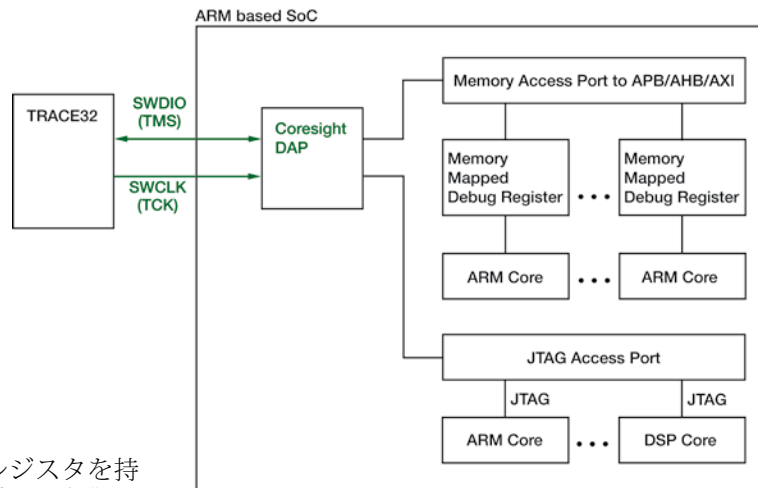 ARM based SoC
TRACE32
SWDIO
(TMS)
SWCLK
(TCK)
Coresight
DAP
Memory Access Port to APB/AHB/AXI
Memory
Mapped
Debug Register
• • •
Memory
Mapped
Debug Register
ARM Core
• • •
ARM Core
JTAG Access Port
JTAG
JTAG
ARM Core
• • •
DSP Core
レジスタを持